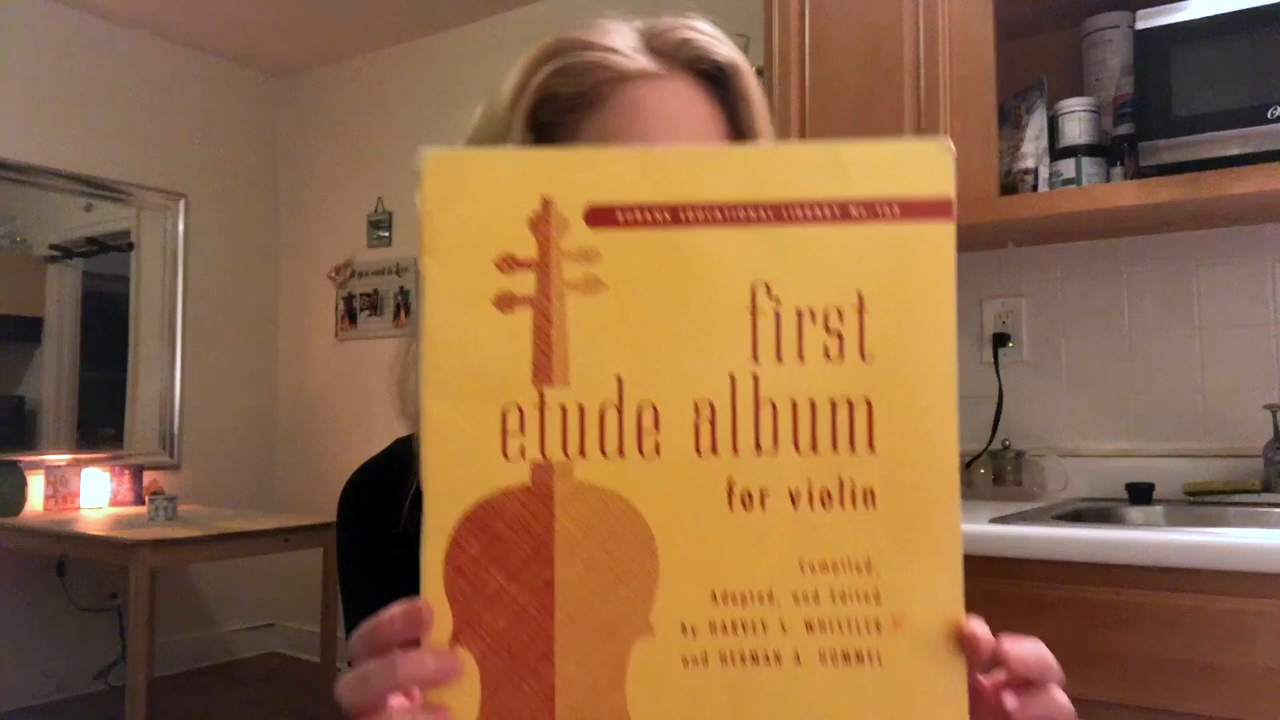 RUBANK EDUCATIONAL LIBRARY No.
first
etude album
for violin
Compiled,
Adapted, and Edited
by HARVEY S. WHISTLER
and HERMAN A. HUMMEL